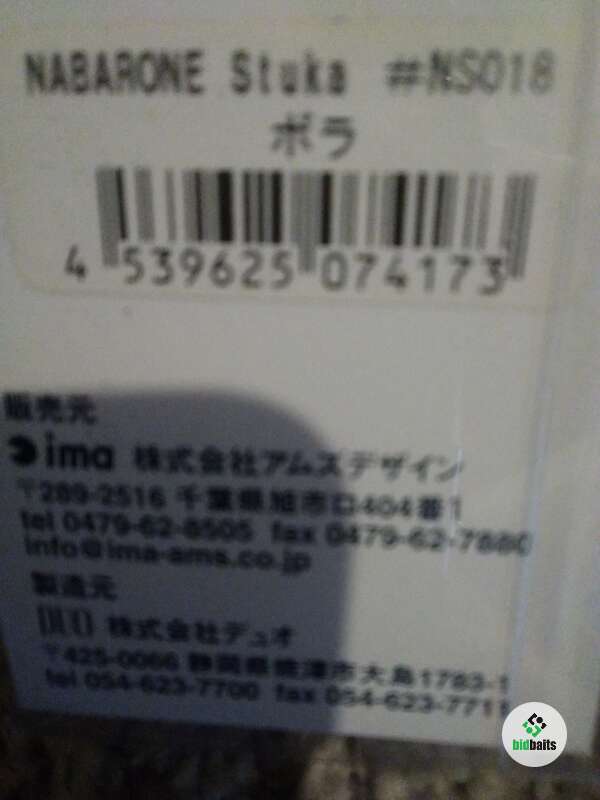 NABARONE Stuka #NS018
ボラ
4 539625 074173
販売元
ima 株式会社アムズデザイン
〒289-2516 千葉県旭市ロ404番1
tel 0479-62-8505 fax 0479-62-7880
info@ima-ams.co.jp
製造元
DUO 株式会社デュオ
〒425-0066 静岡県焼津市大島1783-1
tel 054-623-7700 fax 054-623-7711
bidbaits